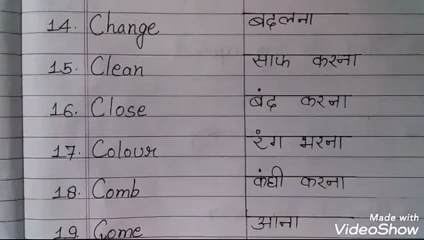 14. Change बदलना
15. Clean साफ करना
16. Close बंद करना
17. Colour रंग भरना
18. Comb कंघी करना
19. Come आना
Made with
VideoShow